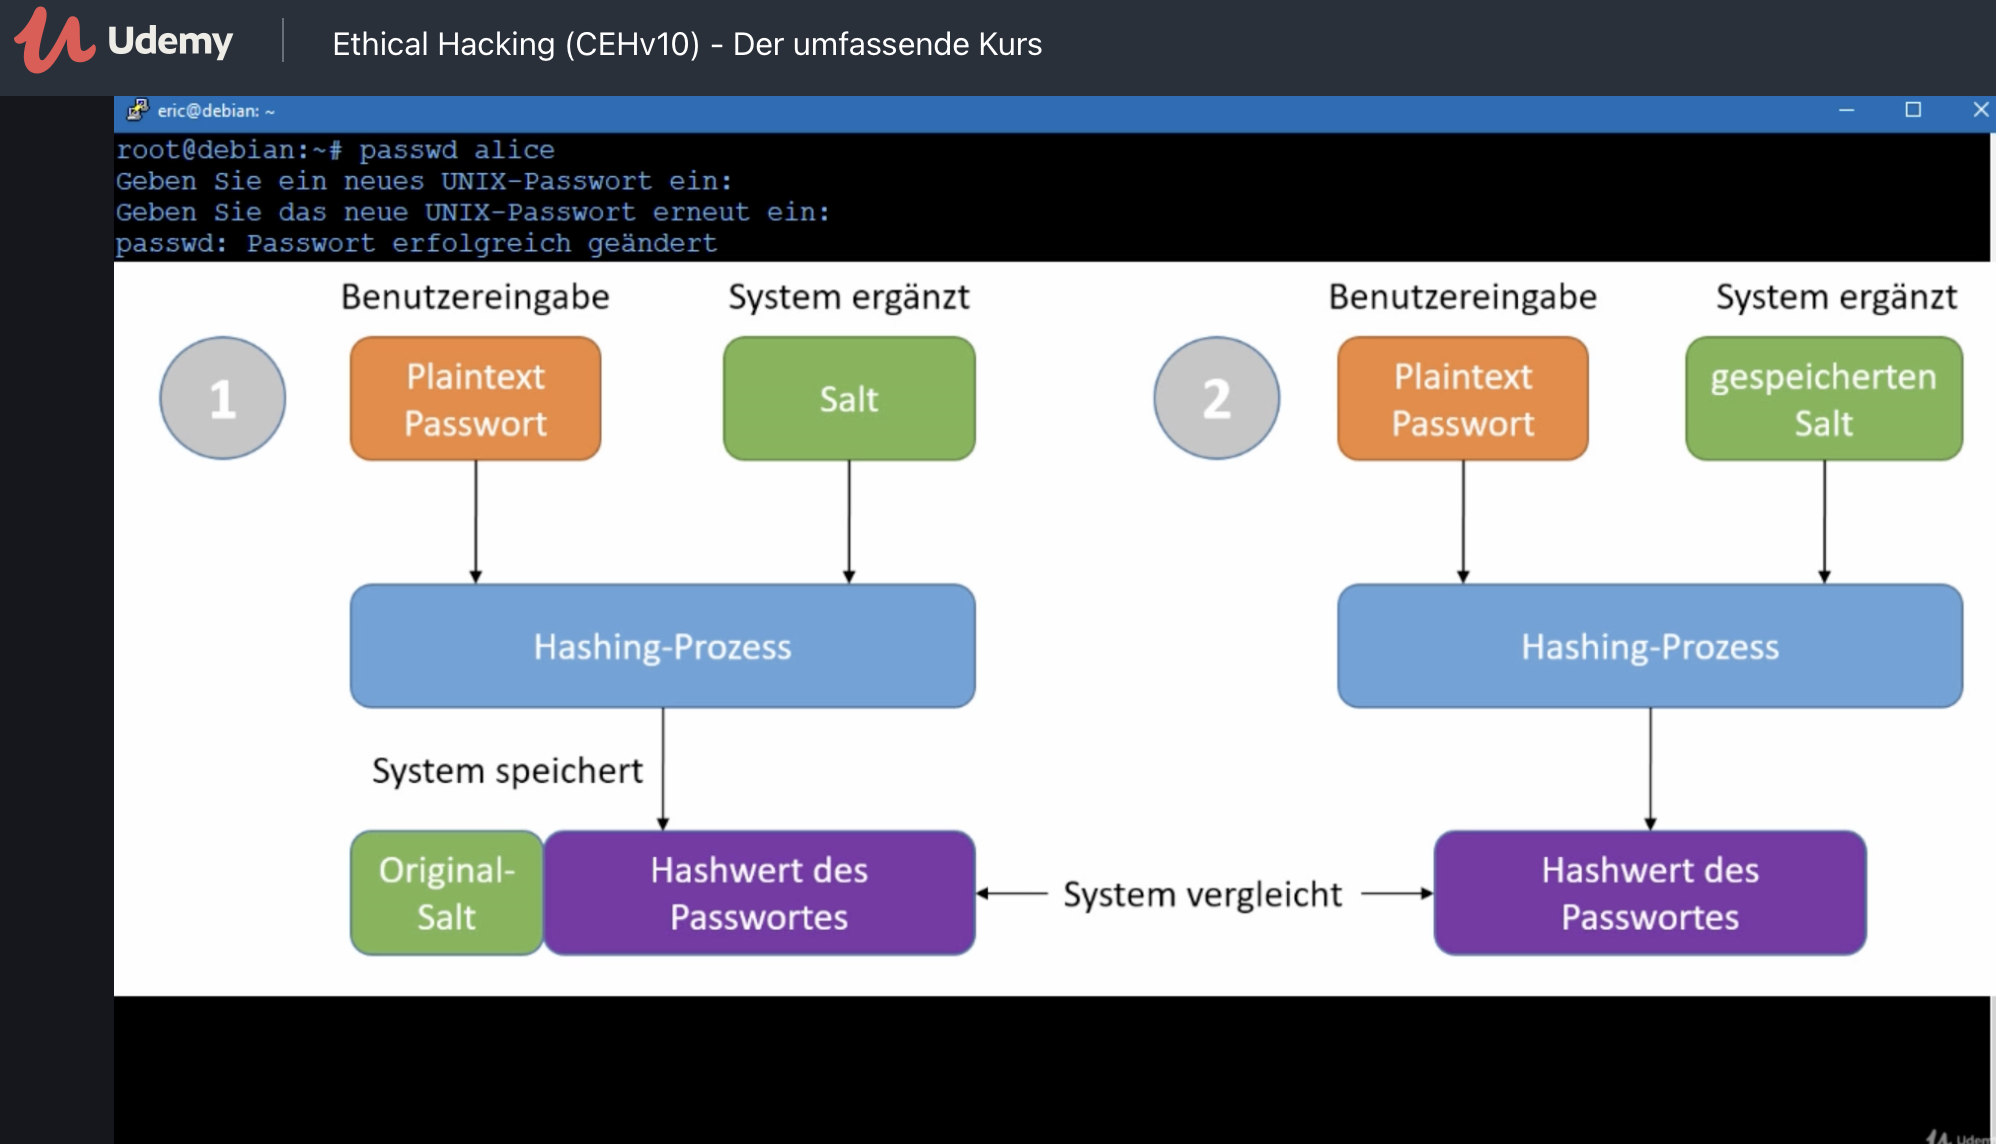 Udemy
Ethical Hacking (CEHv10) - Der umfassende Kurs
eric@debian: ~
root@debian:~# passwd alice
Geben Sie ein neues UNIX-Passwort ein:
Geben Sie das neue UNIX-Passwort erneut ein:
passwd: Passwort erfolgreich geändert
Benutzereingabe
System ergänzt
1
Plaintext
Passwort
Salt
Hashing-Prozess
System speichert
Original-
Salt
Hashwert des
Passwortes
System vergleicht
Benutzereingabe
System ergänzt
2
Plaintext
Passwort
gespeicherten
Salt
Hashing-Prozess
Hashwert des
Passwortes